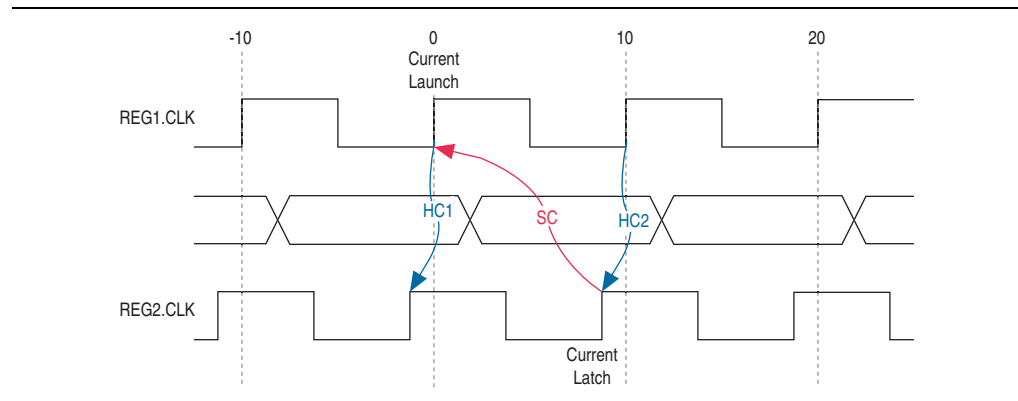 -10
0
10
20
Current
Launch
REG1.CLK
HC1
SC
HC2
REG2.CLK
Current
Latch